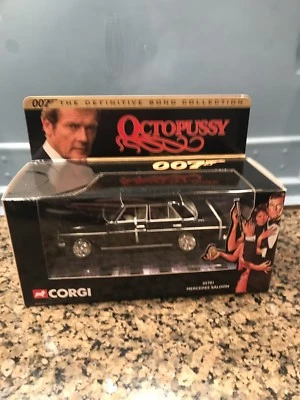 007 THE DEFINITIVE BOND COLLECTION
OCTOPUSSY
007
CORGI
MERCEDES SALOON